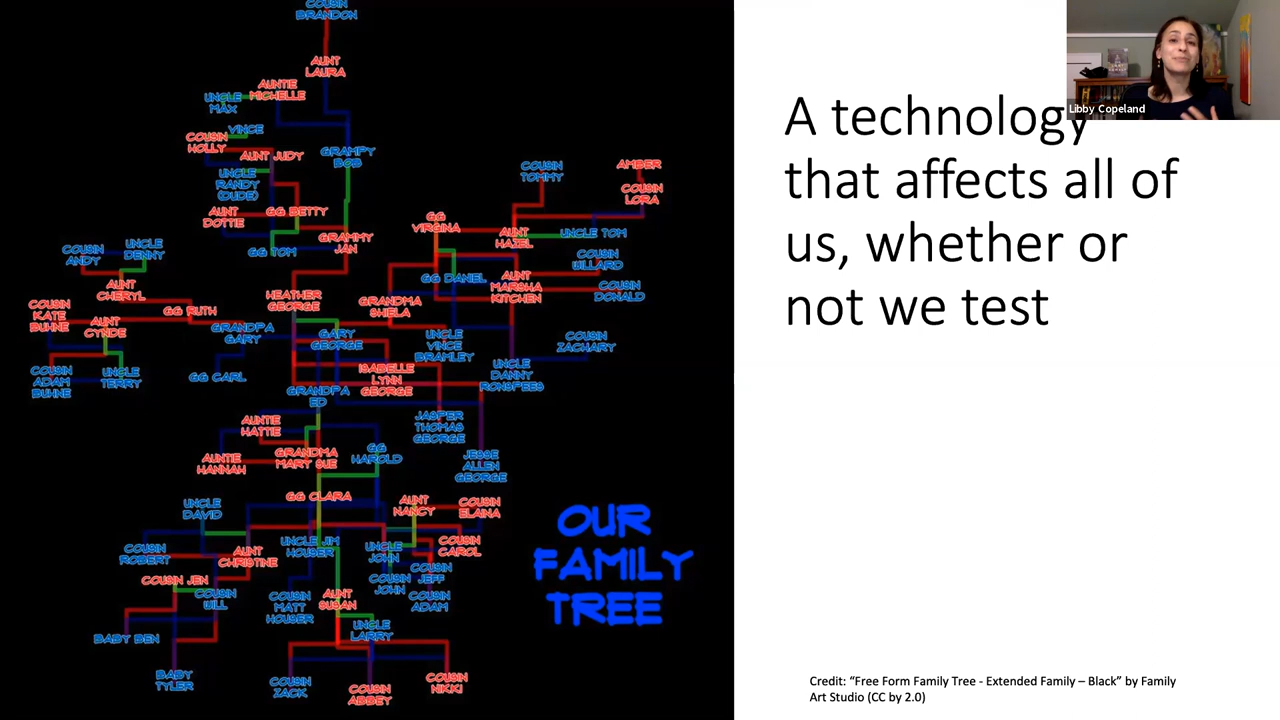 COUSIN
BRANDON
AUNT
LAURA
AUNTIE
MICHELLE
UNCLE
MAX
VINCE
COUSIN
HOLLY
AUNT JUDY
GRAMPY
BOB
UNCLE
RANDY
(DUDE)
AUNT
DOTTIE
GG BETTY
GG TOM
GRAMMY
JAN
COUSIN
TOMMY
AMBER
COUSIN
LORA
GG
VIRGINA
AUNT
HAZEL
UNCLE TOM
COUSIN
WILLARD
GG DANIEL
AUNT
MARSHA
KITCHEN
COUSIN
DONALD
COUSIN
ANDY
UNCLE
DENNY
AUNT
CHERYL
COUSIN
KATE
BUHNE
GG RUTH
AUNT
CYNDE
GRANDPA
GARY
HEATHER
GEORGE
GRANDMA
SHIELA
GARY
GEORGE
UNCLE
VINCE
BRAMLEY
COUSIN
ZACHARY
COUSIN
ADAM
BUHNE
UNCLE
TERRY
GG CARL
ISABELLE
LYNN
GEORGE
UNCLE
DANNY
RONSPEES
GRANDPA
ED
JASPER
THOMAS
GEORGE
AUNTIE
HATTIE
AUNTIE
HANNAH
GRANDMA
MARY SUE
GG
HAROLD
JESSE
ALLEN
GEORGE
GG CLARA
AUNT
NANCY
COUSIN
ELAINA
UNCLE
DAVID
COUSIN
ROBERT
AUNT
CHRISTINE
UNCLE JIM
HOUSER
UNCLE
JOHN
COUSIN
CAROL
COUSIN JEN
COUSIN
WILL
COUSIN
JOHN
COUSIN
JEFF
COUSIN
ADAM
COUSIN
MATT
HOUSER
AUNT
SUSAN
UNCLE
LARRY
BABY BEN
BABY
TYLER
COUSIN
ZACK
COUSIN
ABBEY
COUSIN
NIKKI
OUR
FAMILY
TREE
A technology
that affects all of
us, whether or
not we test
Libby Copeland
Credit: “Free Form Family Tree - Extended Family – Black” by Family
Art Studio (CC by 2.0)